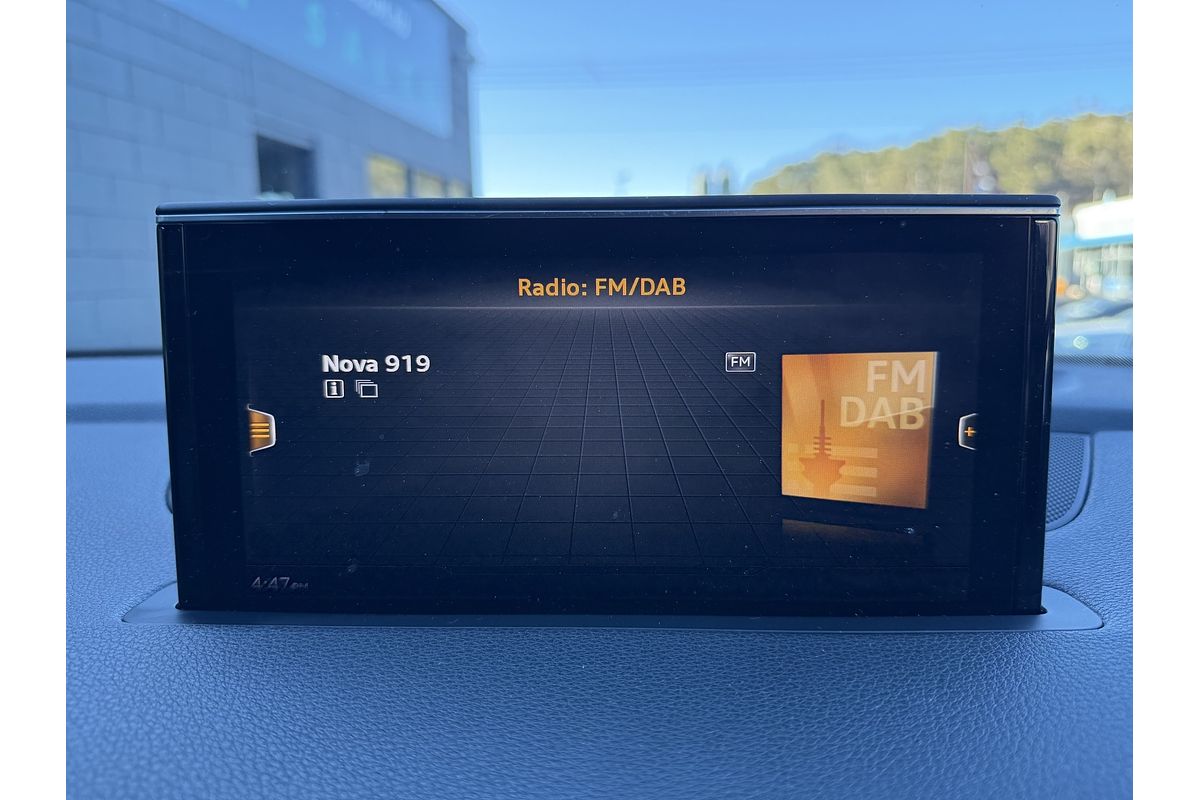 Radio: FM/DAB
Nova 919
FM
FM
DAB
4:47PM